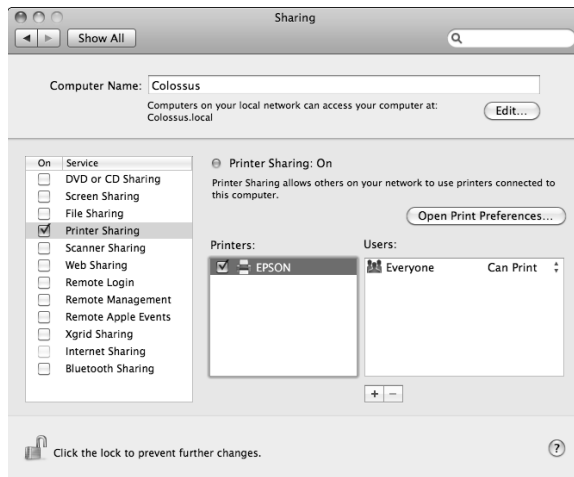 Sharing
Show All
Computer Name: Colossus
Computers on your local network can access your computer at:
Colossus.local
Edit...
On Service
DVD or CD Sharing
Screen Sharing
File Sharing
Printer Sharing
Scanner Sharing
Web Sharing
Remote Login
Remote Management
Remote Apple Events
Xgrid Sharing
Internet Sharing
Bluetooth Sharing
Printer Sharing: On
Printer Sharing allows others on your network to use printers connected to
this computer.
Open Print Preferences...
Printers:
EPSON
Users:
Everyone Can Print
+ −
Click the lock to prevent further changes.
?